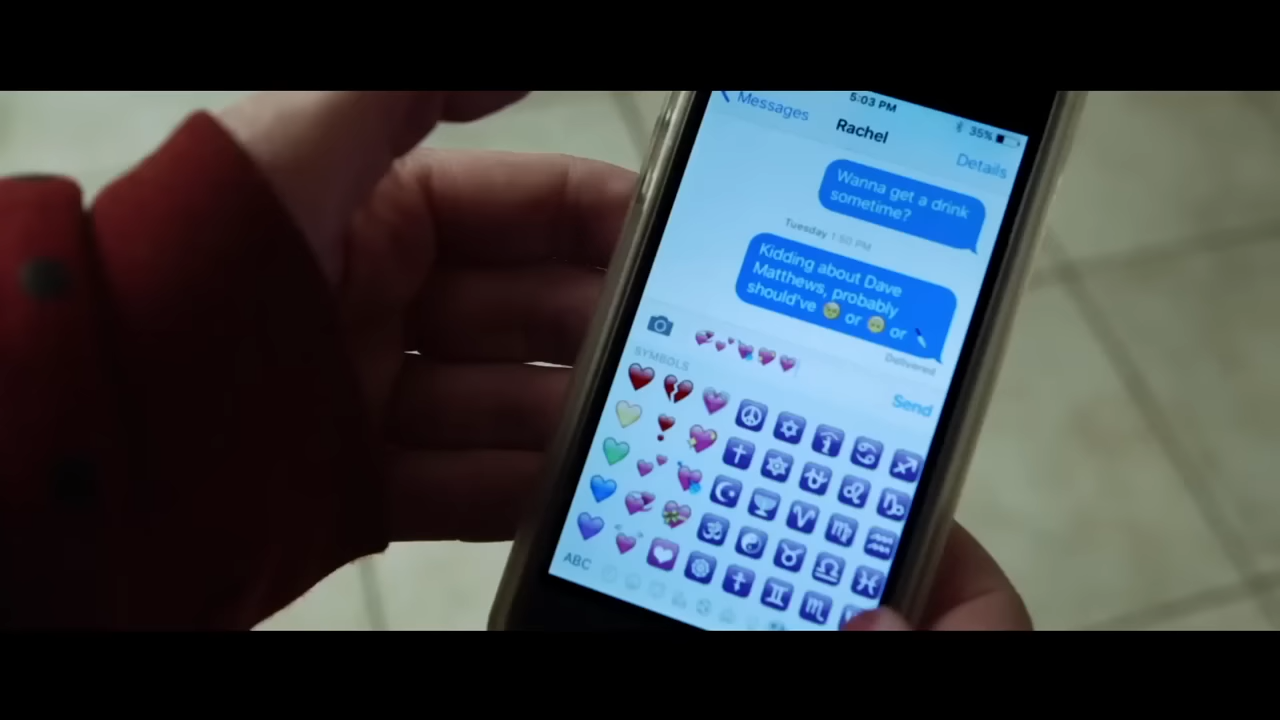 5:03 PM
35%
Messages
Rachel
Details
Wanna get a drink
sometime?
Tuesday 1:50 PM
Kidding about Dave
Matthews, probably
should've 😢 or 🙃 or 🔪
Delivered
💞💕💘💖💗
Send
SYMBOLS
ABC